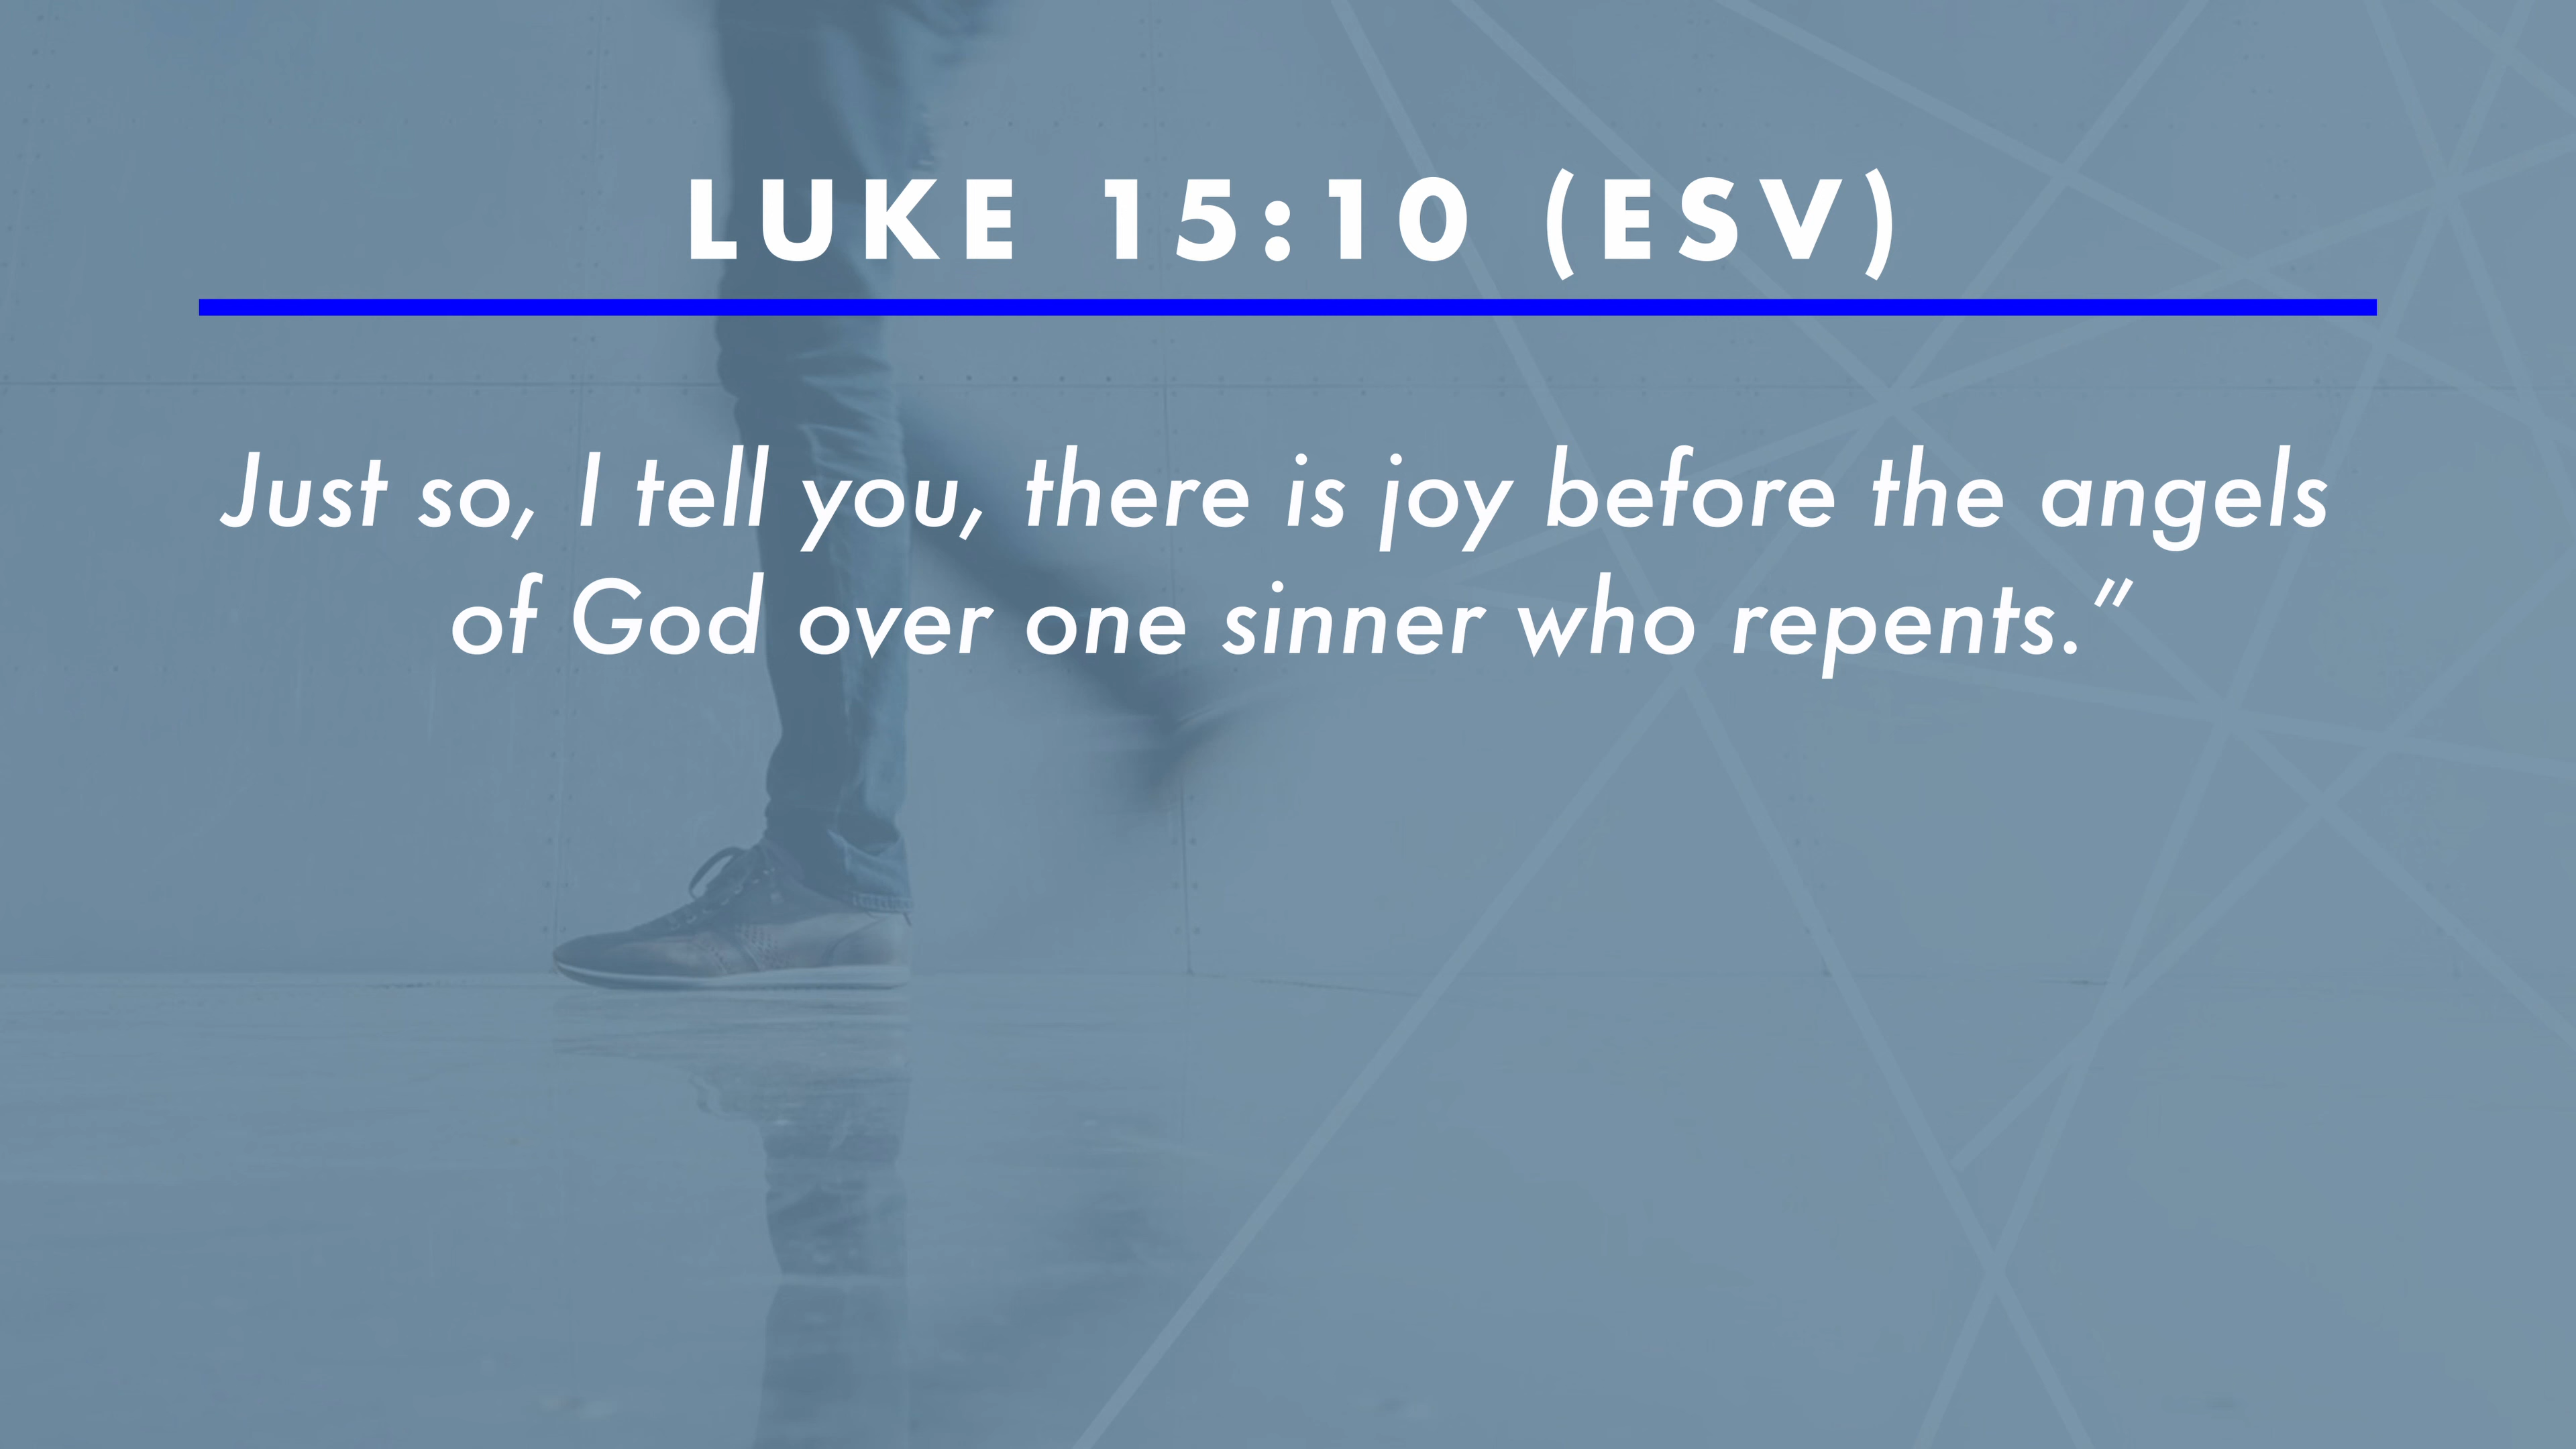 LUKE 15:10 (ESV)
Just so, I tell you, there is joy before the angels
of God over one sinner who repents.”